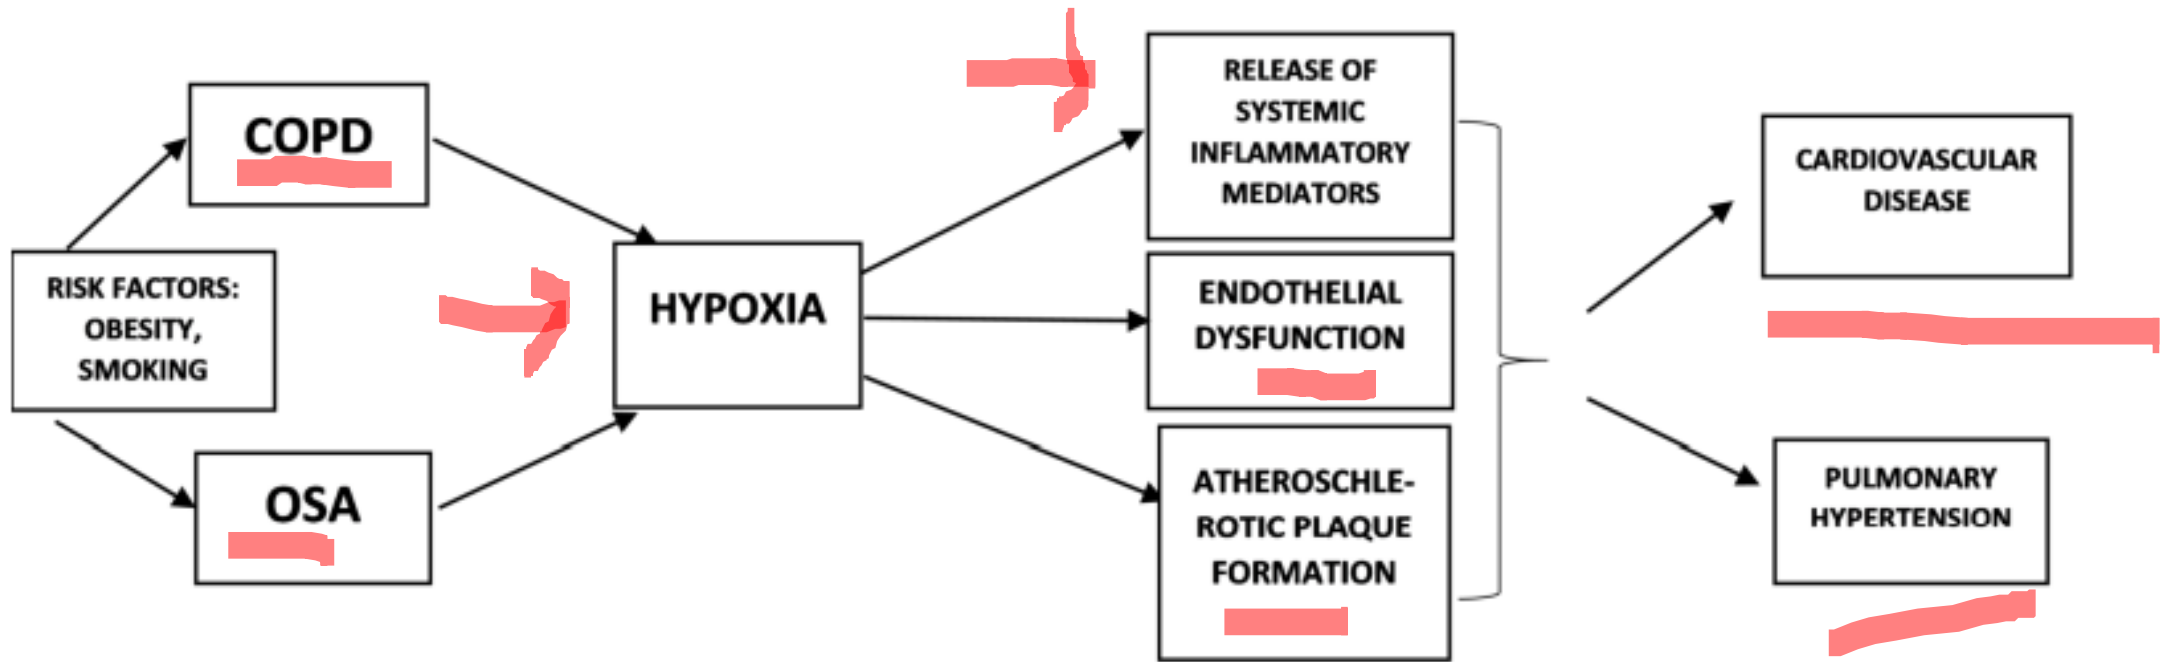 COPD
RISK FACTORS:
OBESITY,
SMOKING
OSA
HYPOXIA
RELEASE OF
SYSTEMIC
INFLAMMATORY
MEDIATORS
ENDOTHELIAL
DYSFUNCTION
ATHEROSCHLE-
ROTIC PLAQUE
FORMATION
CARDIOVASCULAR
DISEASE
PULMONARY
HYPERTENSION